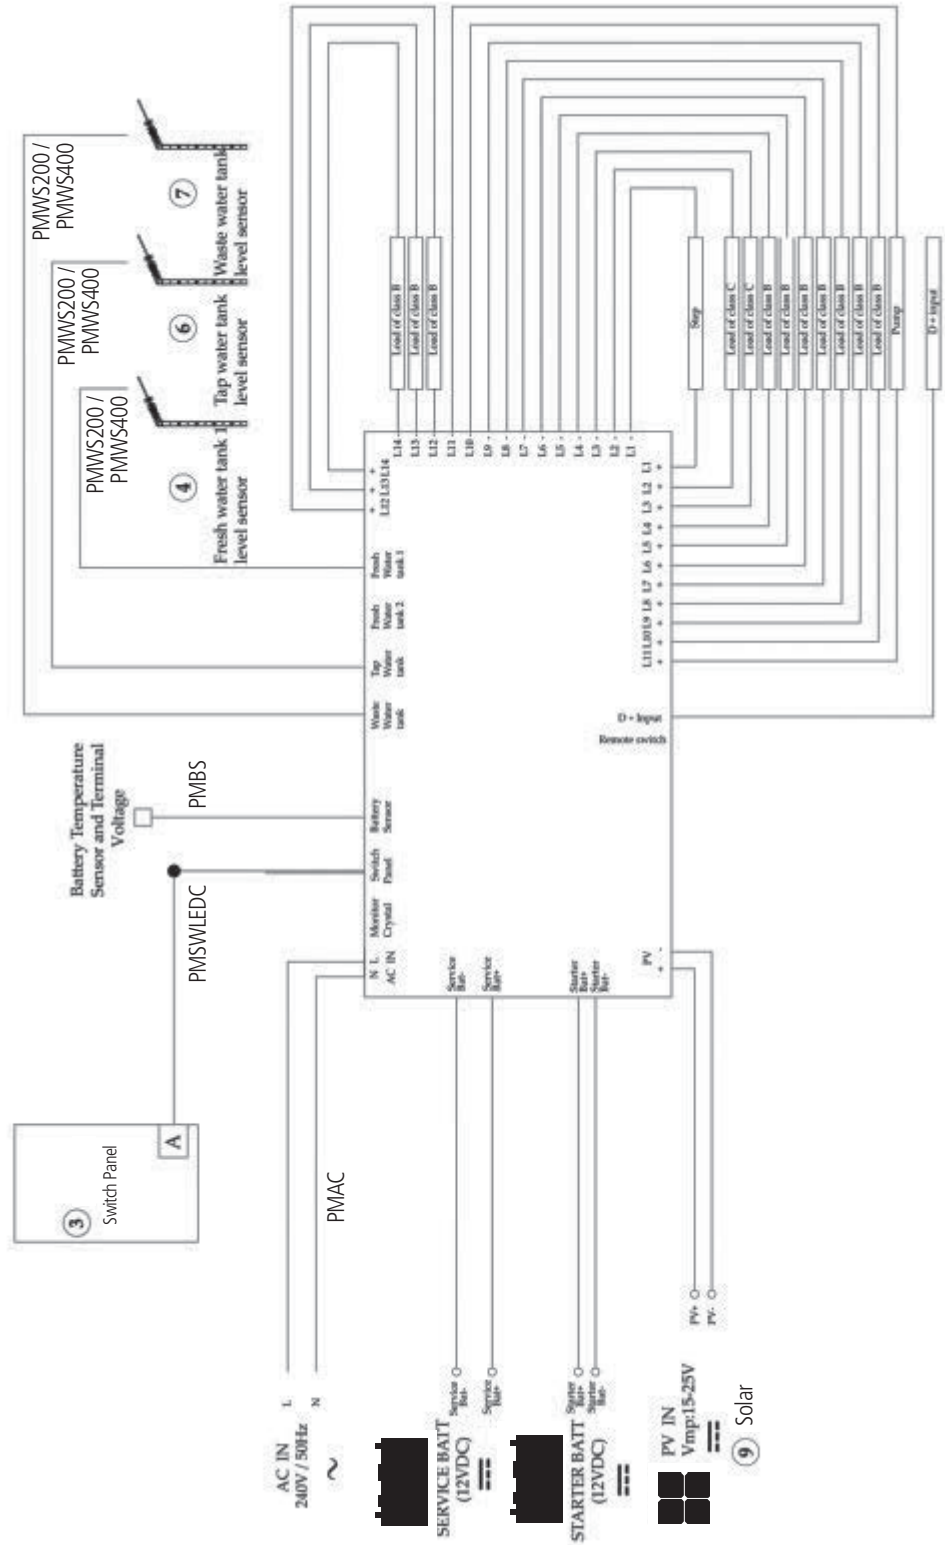 PMWS200 /
PMWS400
7
Waste water tank
level sensor
PMWS200 /
PMWS400
6
Tap water tank
level sensor
PMWS200 /
PMWS400
4
Fresh water tank 1
level sensor
Battery Temperature
Sensor and Terminal
Voltage
PMBS
PMSWLEDC
3
Switch Panel
A
AC IN
240V / 50Hz
~
L
N
PMAC
SERVICE BATT
(12VDC)
Service
Bat-
Service
Bat+
STARTER BATT
(12VDC)
Starter
Bat+
Starter
Bat-
PV IN
Vmp:15-25V
9
Solar
PV+
PV-
N L
AC IN
Monitor
Crystal
Switch
Panel
Battery
Sensor
Waste
Water
tank
Tap
Water
tank
Fresh
Water
tank 2
Fresh
Water
tank 1
+ + +
L12 L13 L14
Service
Bat-
Service
Bat+
Starter
Bat+
Starter
Bat-
PV
+ -
L14
L13
L12
L11 -
L10 -
L9 -
L8 -
L7 -
L6 -
L5 -
L4 -
L3 -
L2 -
L1 -
L11 L10 L9 L8 L7 L6 L5 L4 L3 L2 L1
+ + + + + + + + + + +
D + Input
Remote switch
Load of class B
Load of class B
Load of class B
Step
Load of class C
Load of class C
Load of class B
Load of class B
Load of class B
Load of class B
Load of class B
Load of class B
Load of class B
Pump
D + input